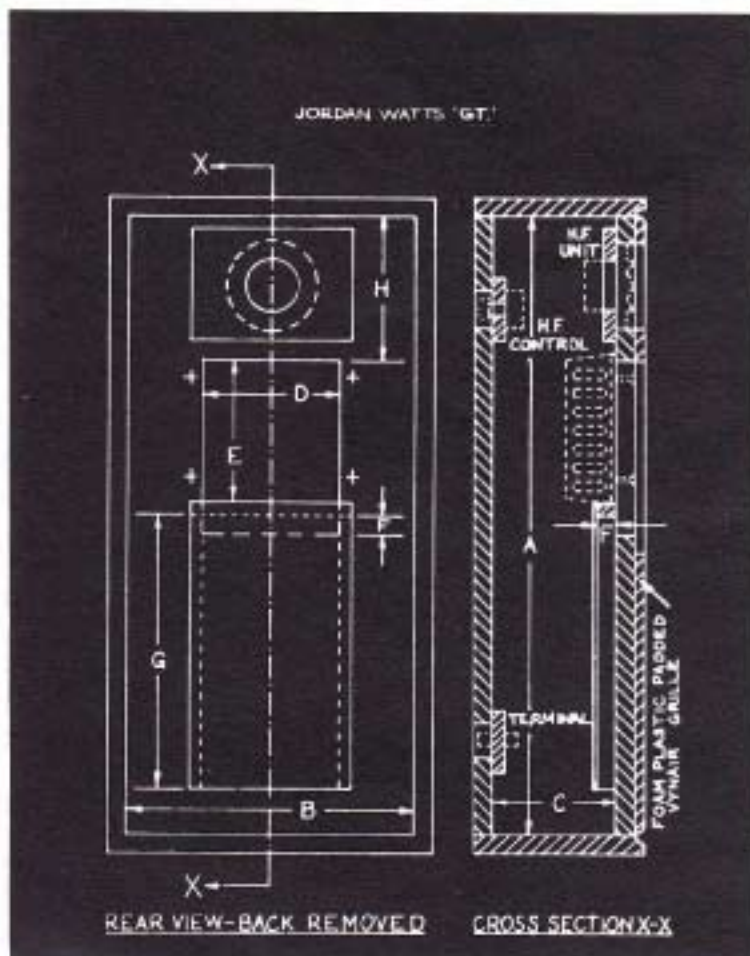 JORDAN WATTS 'GT.'
X
H
D
E
F
G
B
X
REAR VIEW-BACK REMOVED
H.F
UNIT
H.F
CONTROL
A
F
TERMINAL
C
FOAM PLASTIC PADDED
VYNAIR GRILLE
CROSS SECTION X-X